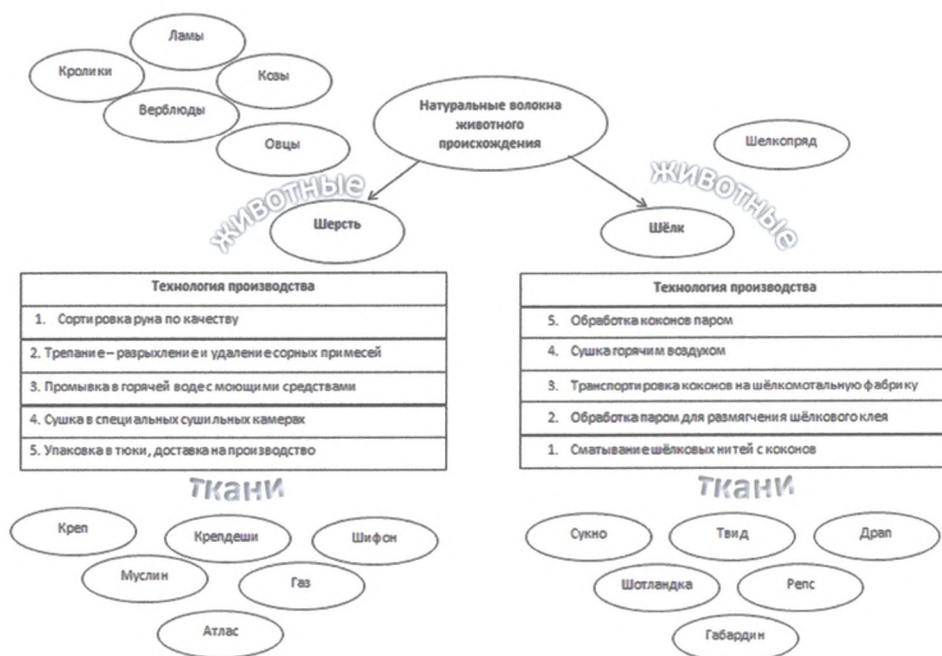 Ламы
Кролики
Козы
Верблюды
Овцы
Натуральные волокна
животного
происхождения
Шелкопряд
животные
животные
Шерсть
Шёлк
Технология производства
1. Сортировка руна по качеству
2. Трепание – разрыхление и удаление сорных примесей
3. Промывка в горячей воде с моющими средствами
4. Сушка в специальных сушильных камерах
5. Упаковка в тюки, доставка на производство
Технология производства
5. Обработка коконов паром
4. Сушка горячим воздухом
3. Транспортировка коконов на шёлкомотальную фабрику
2. Обработка паром для размягчения шёлкового клея
1. Сматывание шёлковых нитей с коконов
ткани
ткани
Креп
Крепдеши
Шифон
Муслин
Газ
Атлас
Сукно
Твид
Драп
Шотландка
Репс
Габардин